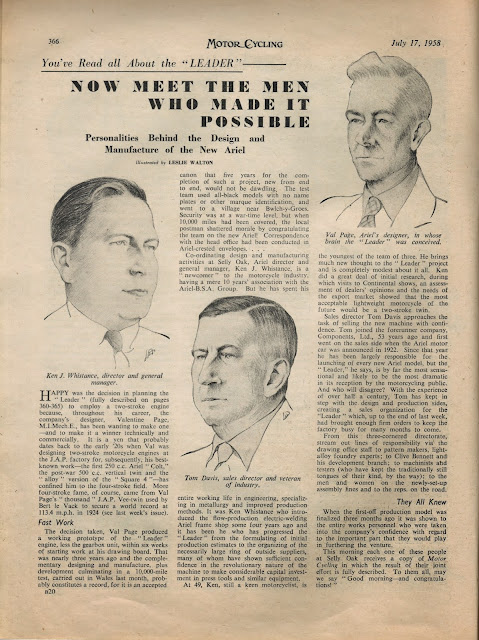 366
MOTOR CYCLING
July 17, 1958
You've Read all About the "LEADER"
NOW MEET THE MEN
WHO MADE IT
POSSIBLE
Personalities Behind the Design and
Manufacture of the New Ariel
Illustrated by LESLIE WALTON
Ken J. Whistance, director and general
manager.
HAPPY was the decision in planning the
"Leader" (fully described on pages
360-365) to employ a two-stroke engine
because, throughout his career, the
company's designer, Valentine Page,
M.I.Mech.E., has been wanting to make one
—and to make it a winner technically and
commercially. It is a yen that probably
dates back to the early '20s when Val was
designing two-stroke motorcycle engines at
the J.A.P. factory for, subsequently, his best-
known work—the first 250 c.c. Ariel "Colt,"
the post-war 500 c.c. vertical twin and the
"alloy" version of the "Square 4"—has
confined him to the four-stroke field. More
four-stroke fame, of course, came from Val
Page's "thousand" J.A.P. Vee-twin used by
Bert le Vack to secure a world record at
113.6 m.p.h. in 1924 (see last week's issue).
Fast Work
The decision taken, Val Page produced
a working prototype of the "Leader"
engine, less the gearbox unit, within six weeks
of starting work at his drawing board. That
was nearly three years ago and the comple-
mentary designing and manufacture, plus
development culminating in a 10,000-mile
test, carried out in Wales last month, prob-
ably constitutes a record, for it is an accepted
B20
canon that five years for the com-
pletion of such a project, new from end
to end, would not be dawdling. The test
team used all-black models with no name
plates or other marque identification, and
went to a village near Bwlch-y-Groes.
Security was at a war-time level, but when
10,000 miles had been covered, the local
postman shattered morale by congratulating
the team on the new Ariel! Correspondence
with the head office had been conducted in
Ariel-crested envelopes. . . .
Co-ordinating design and manufacturing
activities at Selly Oak, Ariel director and
general manager, Ken J. Whistance, is a
"newcomer" to the motorcycle industry,
having a mere 10 years' association with the
Ariel-B.S.A. Group. But he has spent his
Tom Davis, sales director and veteran
of industry.
entire working life in engineering, specializ-
ing in metallurgy and improved production
methods. It was Ken Whistance who intro-
duced the flow-production electric-welding
Ariel frame shop some four years ago and
it is he who has progressed the
"Leader" from the formulating of initial
production estimates to the organizing of the
necessarily large ring of outside suppliers,
many of whom have shown sufficient con-
fidence in the revolutionary nature of the
machine to make considerable capital invest-
ment in press tools and similar equipment.
At 49, Ken, still a keen motorcyclist, is
Val Page, Ariel's designer, in whose
brain the "Leader" was conceived.
the youngest of the team of three. He brings
much new thought to the "Leader" project
and is completely modest about it all. Ken
did a great deal of initial research, during
which visits to Continental shows, an assess-
ment of dealers' opinions and the needs of
the export market showed that the most
acceptable lightweight motorcycle of the
future would be a two-stroke twin.
Sales director Tom Davis approaches the
task of selling the new machines with confi-
dence. Tom joined the parent company,
Components, Ltd., 53 years ago and first
went on the sales side when the Ariel motor
car was announced in 1922. Since that year
he has been largely responsible for the
launching of every new Ariel model, but the
"Leader," he says, is by far the most sensa-
tional and likely to be the most dramatic
in its reception by the motorcycling public.
And who will disagree? With the experience
of over half a century, Tom has kept in
step with the design and production sides,
creating a sales organization for the
"Leader" which, up to the end of last week,
had brought enough firm orders to keep the
factory busy for many months to come.
From this three-cornered directorate,
stream out lines of responsibility via the
drawing office staff to pattern makers, light-
alloy foundry experts; to Clive Bennett and
his development branch; to machinists and
testers (who have kept the traditionally still
tongues of their kind, by the way); to the
men and women on the newly-set-up
assembly lines and to the reps. on the road.
They All Knew
When the first-off production model was
finalized three months ago it was shown to
the entire works personnel who were taken
into the company's confidence with regard
to the important part that they would play
in furthering the venture.
This morning each one of these people
at Selly Oak receives a copy of Motor
Cycling in which the result of their joint
effort is fully described. To them all, may
we say "Good morning—and congratula-
tions!"